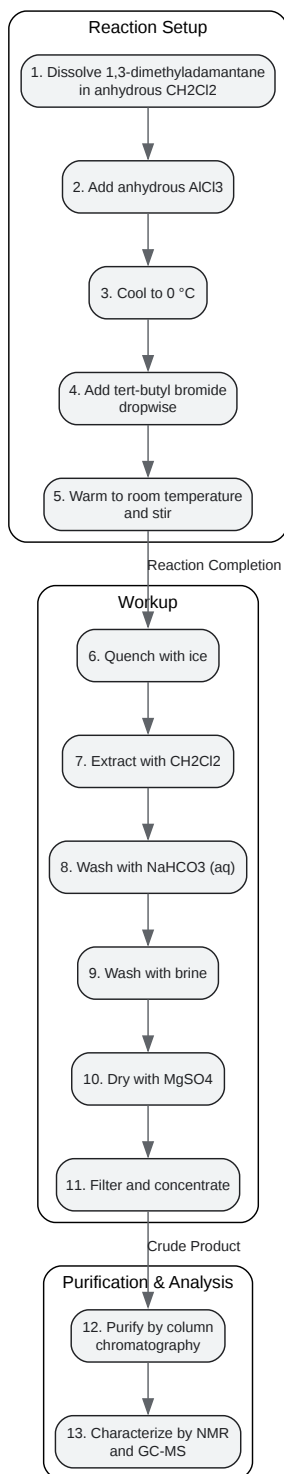 Reaction Setup
1. Dissolve 1,3-dimethyladamantane
in anhydrous CH2Cl2
2. Add anhydrous AlCl3
3. Cool to 0 °C
4. Add tert-butyl bromide
dropwise
5. Warm to room temperature
and stir
Reaction Completion
Workup
6. Quench with ice
7. Extract with CH2Cl2
8. Wash with NaHCO3 (aq)
9. Wash with brine
10. Dry with MgSO4
11. Filter and concentrate
Crude Product
Purification & Analysis
12. Purify by column
chromatography
13. Characterize by NMR
and GC-MS